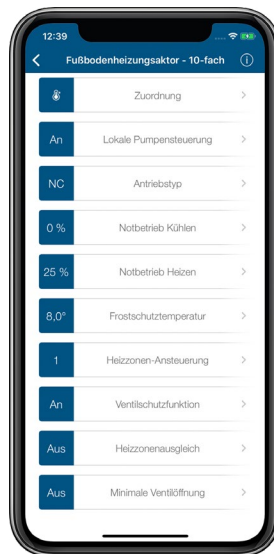 12:39
Fußbodenheizungsaktor - 10-fach
Zuordnung
An Lokale Pumpensteuerung
NC Antriebstyp
0 % Notbetrieb Kühlen
25 % Notbetrieb Heizen
8,0° Frostschutztemperatur
1 Heizzonen-Ansteuerung
An Ventilschutzfunktion
Aus Heizzonenausgleich
Aus Minimale Ventilöffnung